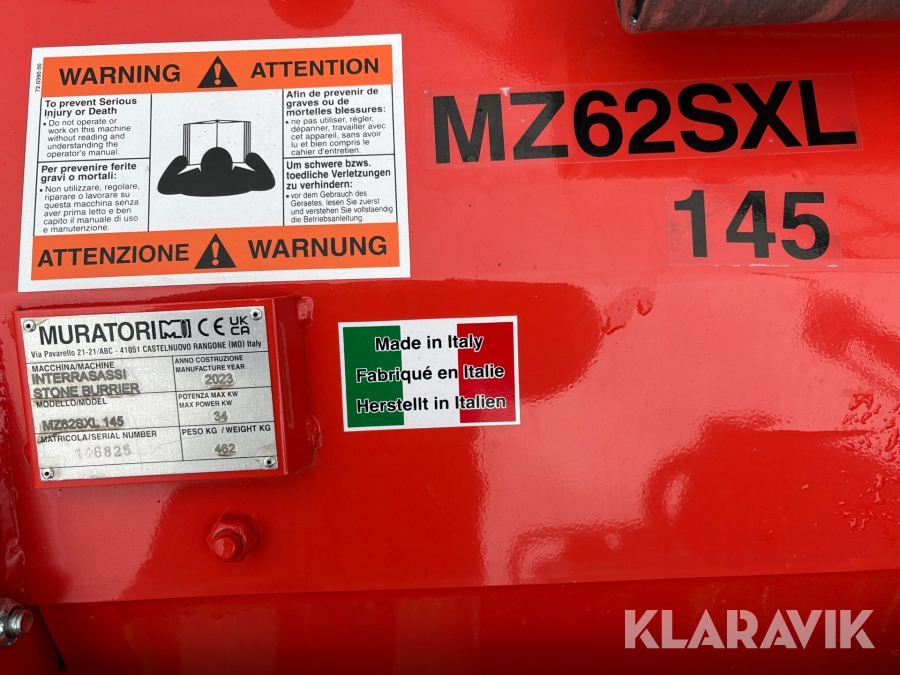 72.0390.00
WARNING ATTENTION
To prevent Serious
Injury or Death
• Do not operate or
work on this machine
without reading and
understanding the
operator's manual.
Per prevenire ferite
gravi o mortali:
• Non utilizzare, regolare,
riparare o lavorare su
questa macchina senza
aver prima letto e ben
capito il manuale di uso
e manutenzione.
Afin de prevenir de
graves ou de
mortelles blessures:
• ne pas utiliser, régler,
dépanner, travailler avec
cet appareil, sans avoir
lu et bien compris le
cahier d'entretien.
Um schwere bzws.
toedliche Verletzungen
zu verhindern:
• vor dem Gebrauch des
Geraetes, lesen Sie zuerst
und verstehen Sie vollstaendig
die Betriebsanleitung.
ATTENZIONE WARNUNG
MZ62SXL
145
MURATORI CE UK
CA
Via Pavarello 21-21/ABC - 41051 CASTELNUOVO RANGONE (MO) Italy
MACCHINA/MACHINE
INTERRASASSI
STONE BURRIER
MODELLO/MODEL
MZ62SXL 145
MATRICOLA/SERIAL NUMBER
146825
ANNO COSTRUZIONE
MANUFACTURE YEAR
2023
POTENZA MAX KW
MAX POWER KW
34
PESO KG / WEIGHT KG
462
Made in Italy
Fabriqué en Italie
Herstellt in Italien
KLARAVIK